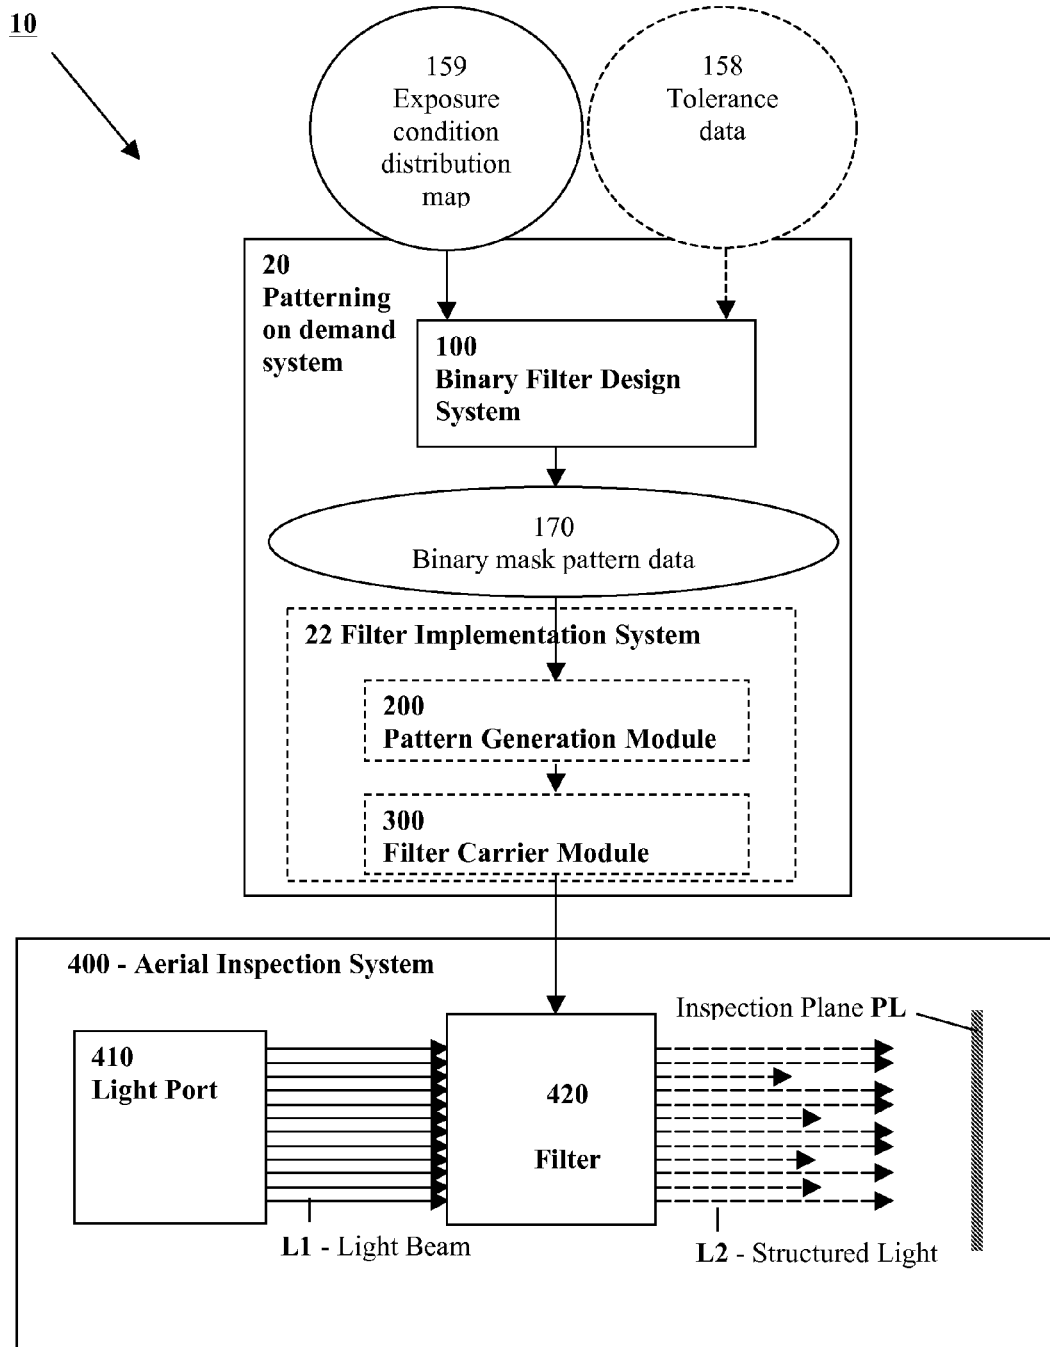 10
159
Exposure
condition
distribution
map
158
Tolerance
data
20
Patterning
on demand
system
100
Binary Filter Design
System
170
Binary mask pattern data
22 Filter Implementation System
200
Pattern Generation Module
300
Filter Carrier Module
400 - Aerial Inspection System
Inspection Plane PL
410
Light Port
420
Filter
L1 - Light Beam
L2 - Structured Light